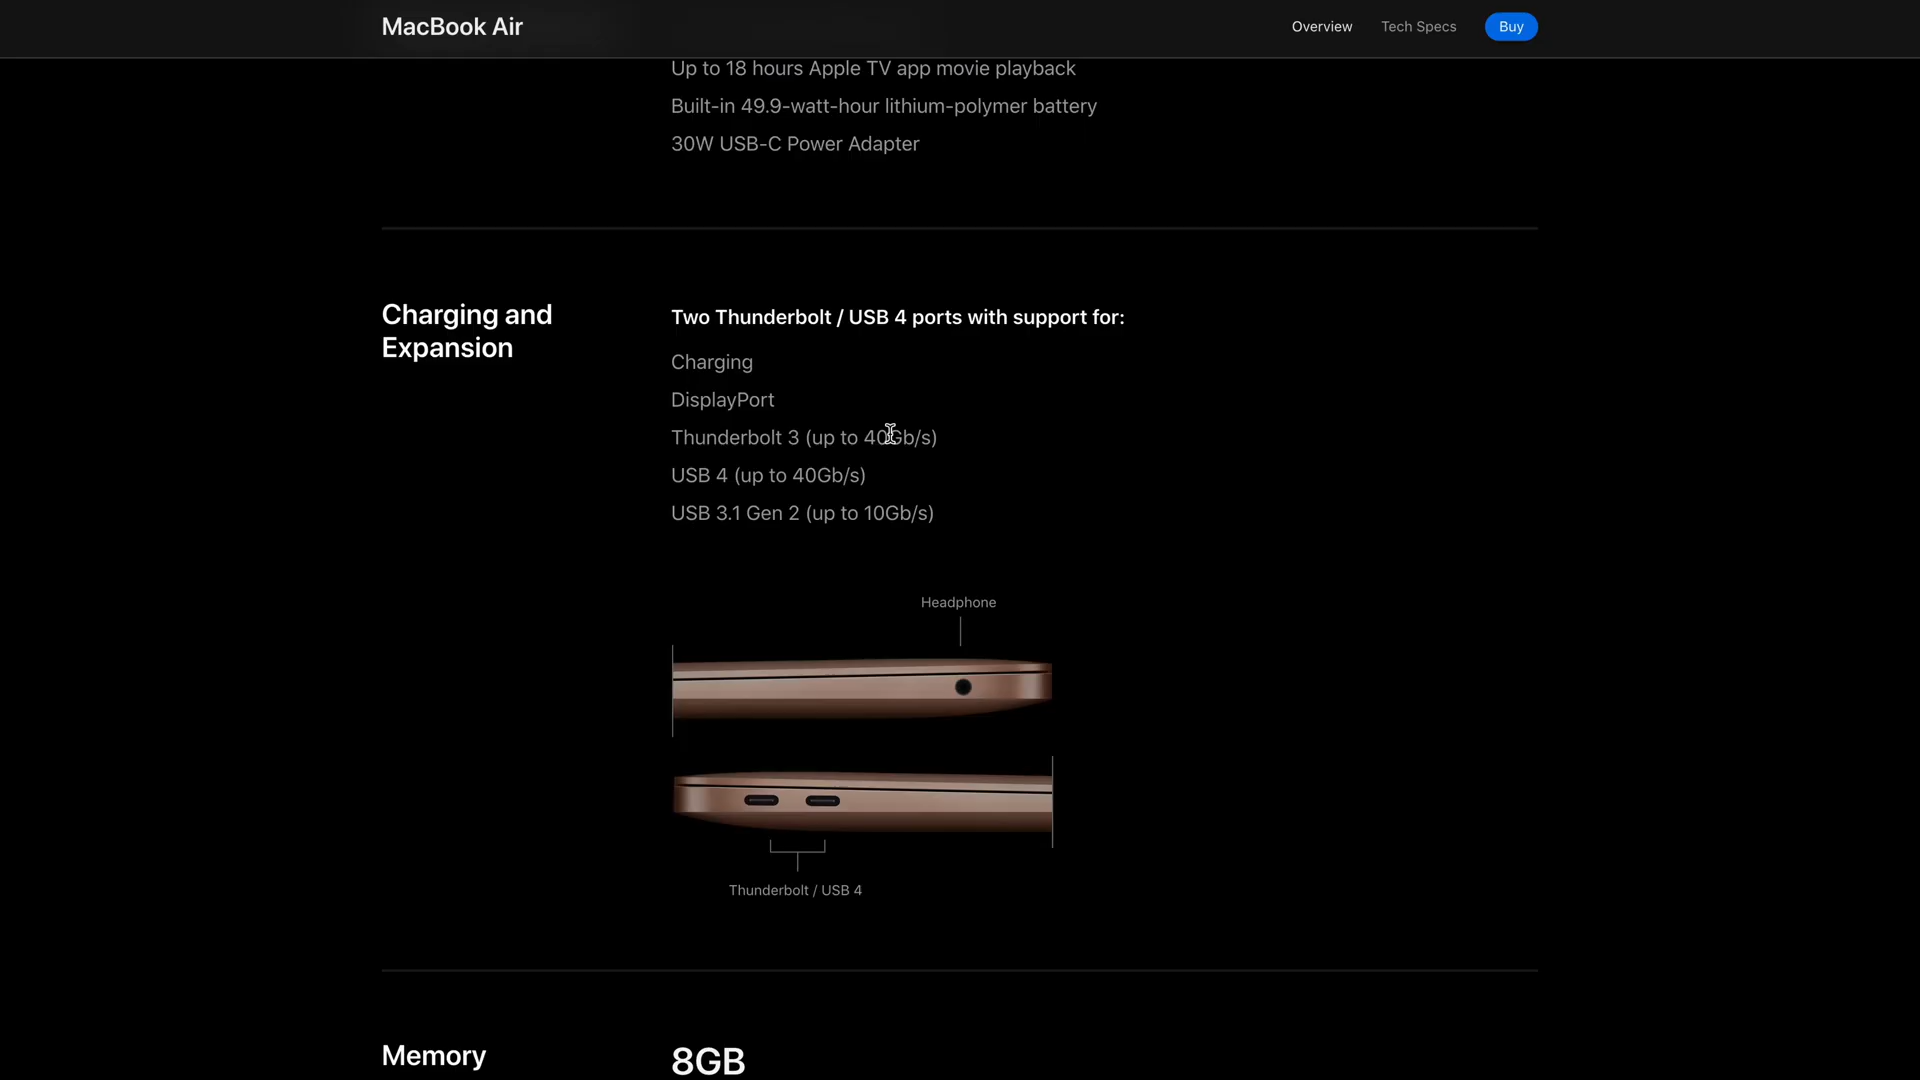 MacBook Air
Overview
Tech Specs
Buy
Up to 18 hours Apple TV app movie playback
Built-in 49.9-watt-hour lithium-polymer battery
30W USB-C Power Adapter
Charging and
Expansion
Two Thunderbolt / USB 4 ports with support for:
Charging
DisplayPort
Thunderbolt 3 (up to 40Gb/s)
USB 4 (up to 40Gb/s)
USB 3.1 Gen 2 (up to 10Gb/s)
Headphone
Thunderbolt / USB 4
Memory
8GB